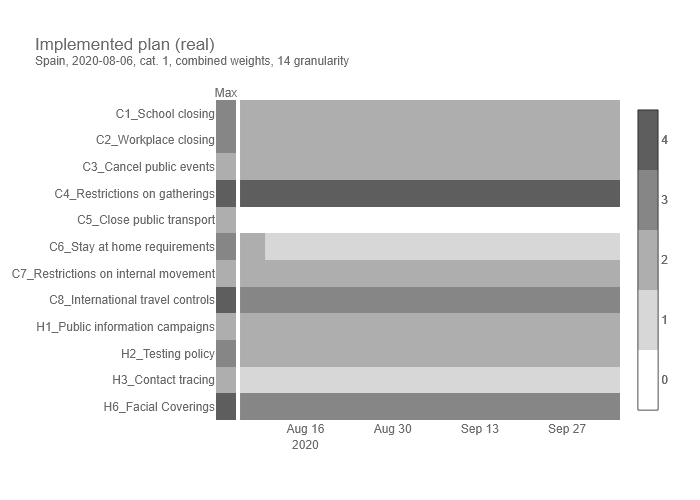 Implemented plan (real)
Spain, 2020-08-06, cat. 1, combined weights, 14 granularity
Max
C1_School closing
C2_Workplace closing
C3_Cancel public events
C4_Restrictions on gatherings
C5_Close public transport
C6_Stay at home requirements
C7_Restrictions on internal movement
C8_International travel controls
H1_Public information campaigns
H2_Testing policy
H3_Contact tracing
H6_Facial Coverings
Aug 16 Aug 30 Sep 13 Sep 27
2020
4
3
2
1
0